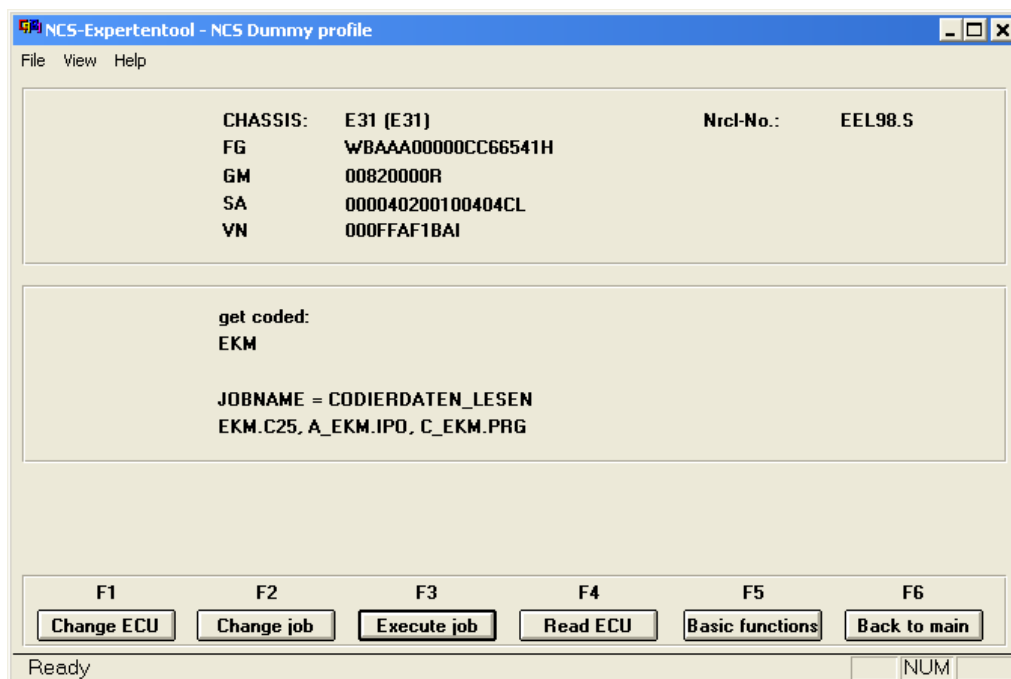 NCS-Expertentool - NCS Dummy profile
File View Help
CHASSIS: E31 (E31) Nrcl-No.: EEL98.S
FG WBAAA00000CC66541H
GM 00820000R
SA 000040200100404CL
VN 000FFAF1BAI
get coded:
EKM
JOBNAME = CODIERDATEN_LESEN
EKM.C25, A_EKM.IPO, C_EKM.PRG
F1 F2 F3 F4 F5 F6
Change ECU Change job Execute job Read ECU Basic functions Back to main
Ready NUM